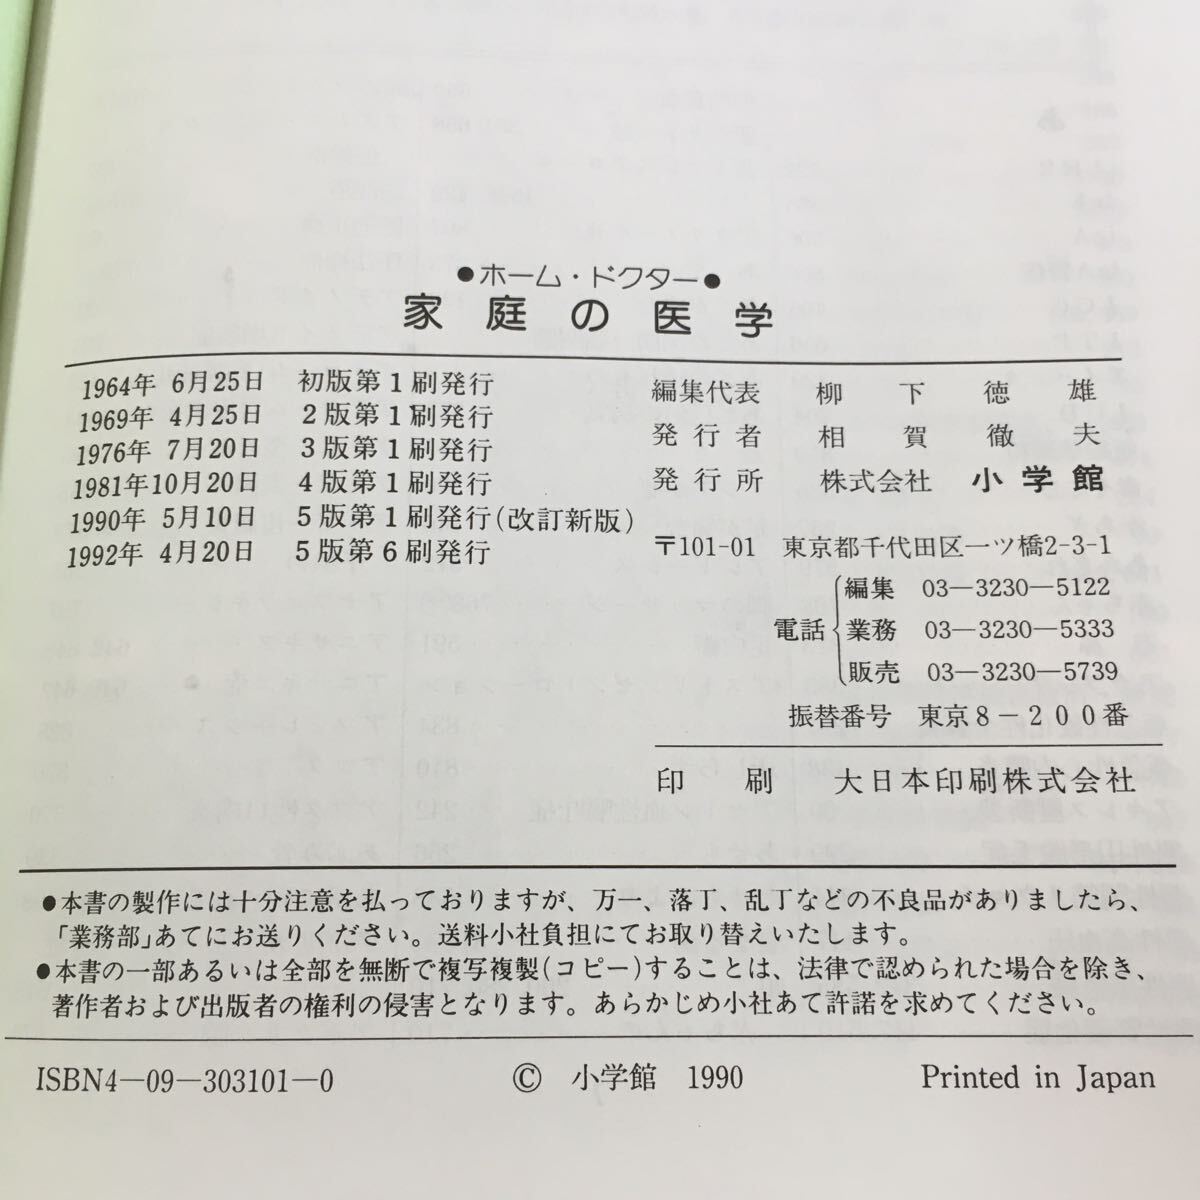 ●ホーム・ドクター●
家庭の医学
1964年 6月25日 初版第1刷発行
1969年 4月25日 2版第1刷発行
1976年 7月20日 3版第1刷発行
1981年10月20日 4版第1刷発行
1990年 5月10日 5版第1刷発行(改訂新版)
1992年 4月20日 5版第6刷発行
編集代表 柳下徳雄
発行者 相賀徹夫
発行所 株式会社 小学館
〒101-01 東京都千代田区一ツ橋2-3-1
編集 03―3230―5122
電話 業務 03―3230―5333
販売 03―3230―5739
振替番号 東京8-200番
印刷 大日本印刷株式会社
●本書の製作には十分注意を払っておりますが、万一、落丁、乱丁などの不良品がありましたら、
「業務部」あてにお送りください。送料小社負担にてお取り替えいたします。
●本書の一部あるいは全部を無断で複写複製(コピー)することは、法律で認められた場合を除き、
著作者および出版者の権利の侵害となります。あらかじめ小社あて許諾を求めてください。
ISBN4―09―303101―0 © 小学館 1990 Printed in Japan